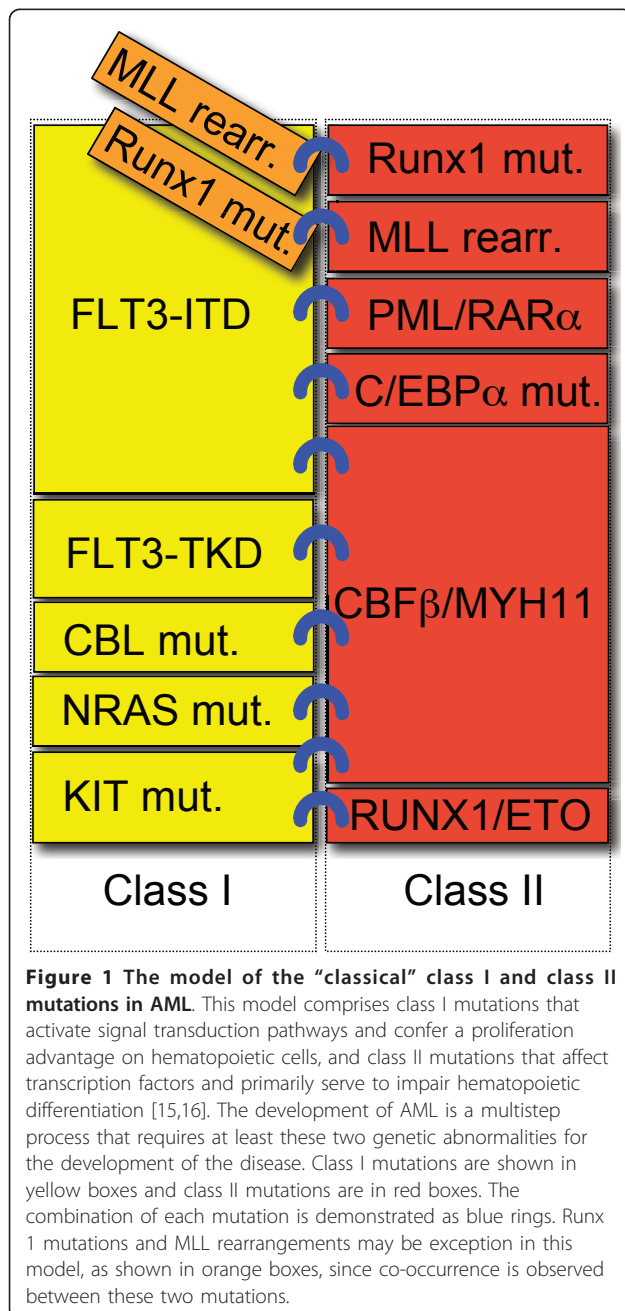 MLL rearr.
Runx1 mut.
FLT3-ITD
FLT3-TKD
CBL mut.
NRAS mut.
KIT mut.
Class I
Runx1 mut.
MLL rearr.
PML/RARα
C/EBPα mut.
CBFβ/MYH11
RUNX1/ETO
Class II
Figure 1 The model of the “classical” class I and class II
mutations in AML. This model comprises class I mutations that
activate signal transduction pathways and confer a proliferation
advantage on hematopoietic cells, and class II mutations that affect
transcription factors and primarily serve to impair hematopoietic
differentiation [15,16]. The development of AML is a multistep
process that requires at least these two genetic abnormalities for
the development of the disease. Class I mutations are shown in
yellow boxes and class II mutations are in red boxes. The
combination of each mutation is demonstrated as blue rings. Runx
1 mutations and MLL rearrangements may be exception in this
model, as shown in orange boxes, since co-occurrence is observed
between these two mutations.